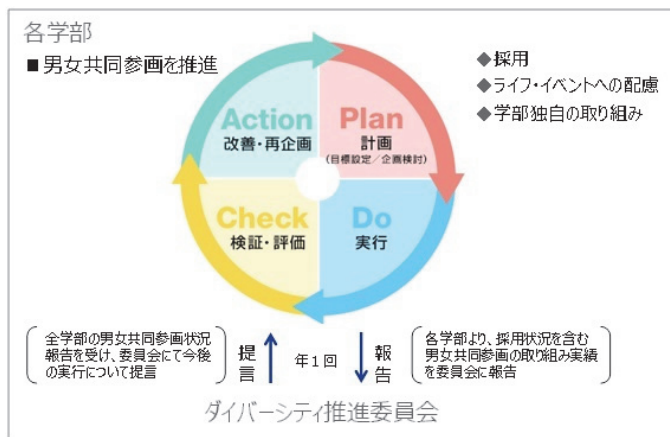 各学部
■ 男女共同参画を推進
◆採用
◆ライフ・イベントへの配慮
◆学部独自の取り組み
Action
改善・再企画
Plan
計画
(目標設定/企画検討)
Check
検証・評価
Do
実行
全学部の男女共同参画状況
報告を受け、委員会にて今後
の実行について提言
提言
年1回
報告
各学部より、採用状況を含む
男女共同参画の取り組み実績
を委員会に報告
ダイバーシティ推進委員会